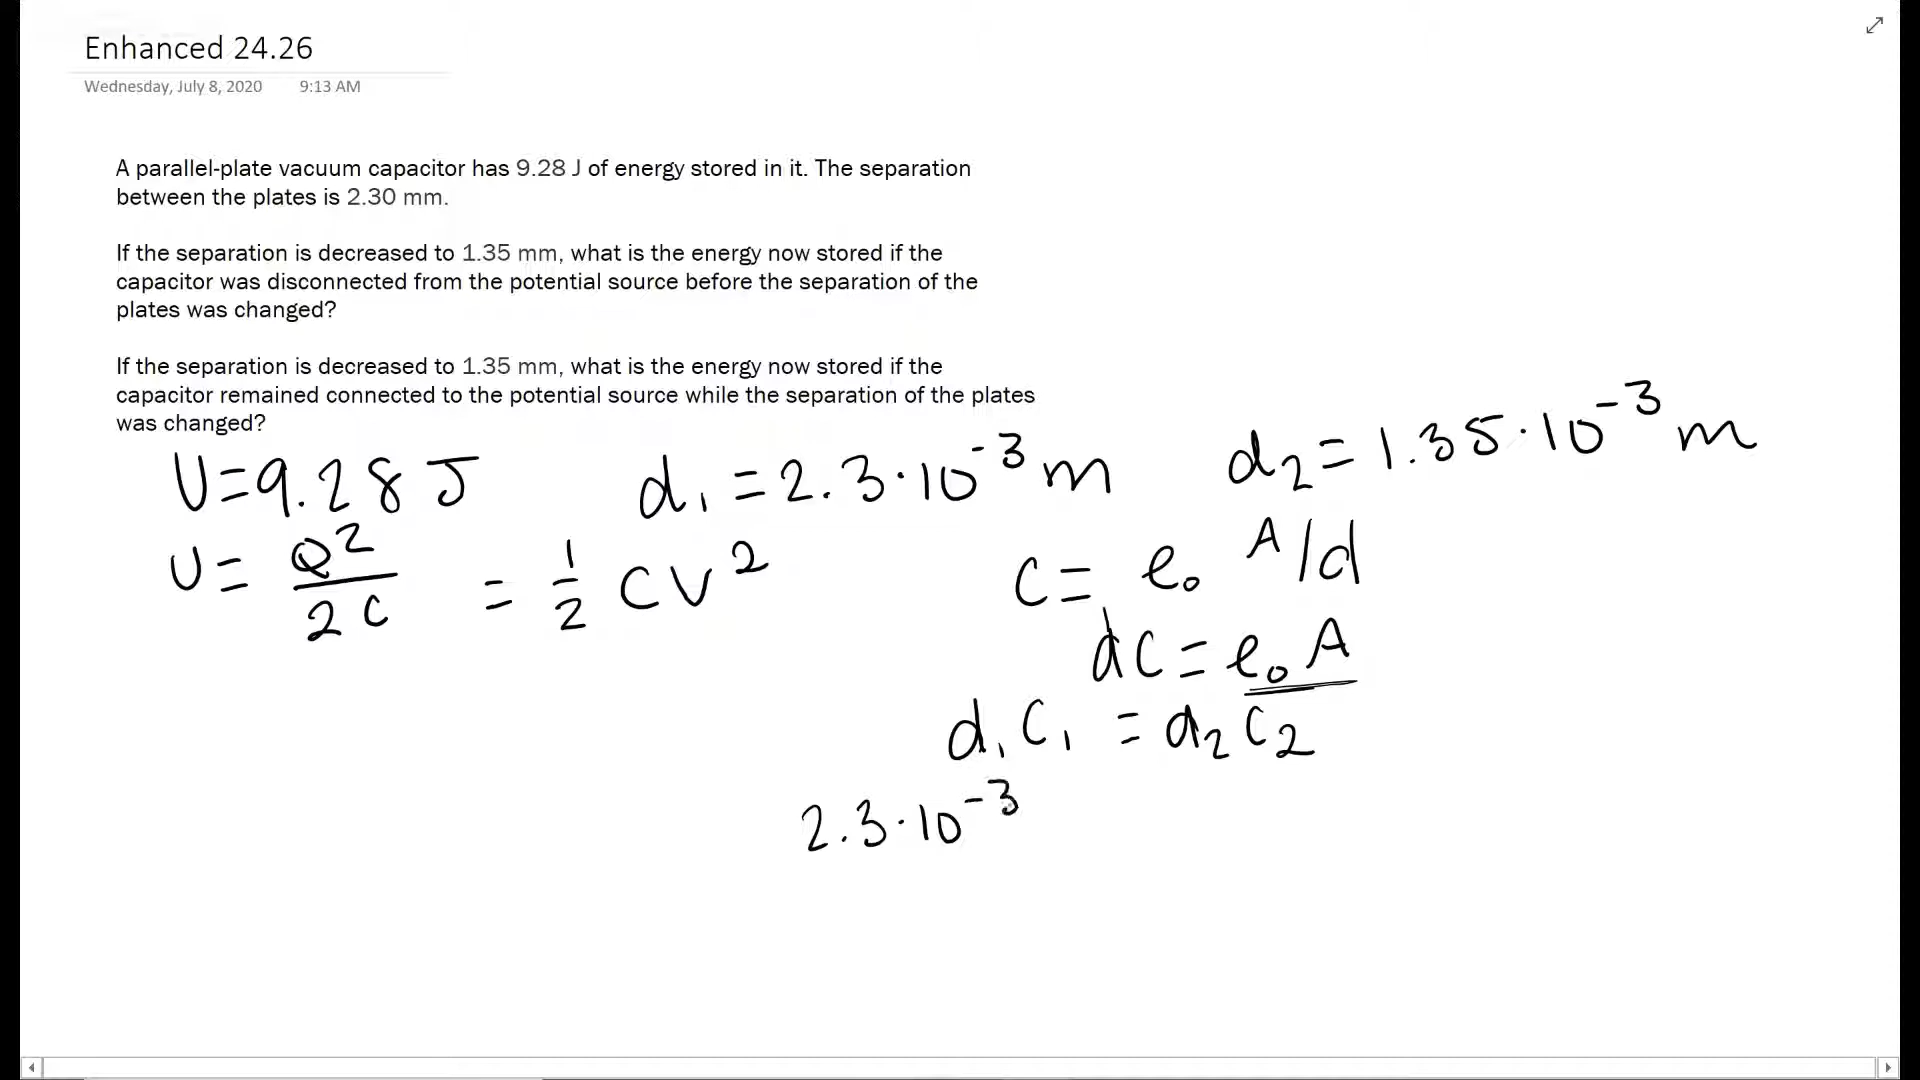 Enhanced 24.26
Wednesday, July 8, 2020 9:13 AM
A parallel-plate vacuum capacitor has 9.28 J of energy stored in it. The separation
between the plates is 2.30 mm.
If the separation is decreased to 1.35 mm, what is the energy now stored if the
capacitor was disconnected from the potential source before the separation of the
plates was changed?
If the separation is decreased to 1.35 mm, what is the energy now stored if the
capacitor remained connected to the potential source while the separation of the plates
was changed?
U=9.28 J d₁ = 2.3·10⁻³ m d₂ = 1.35·10⁻³ m
U = Q²/2C = 1/2 CV² C = e₀ A/d
dC = e₀A
d₁C₁ = d₂C₂
2.3·10⁻³